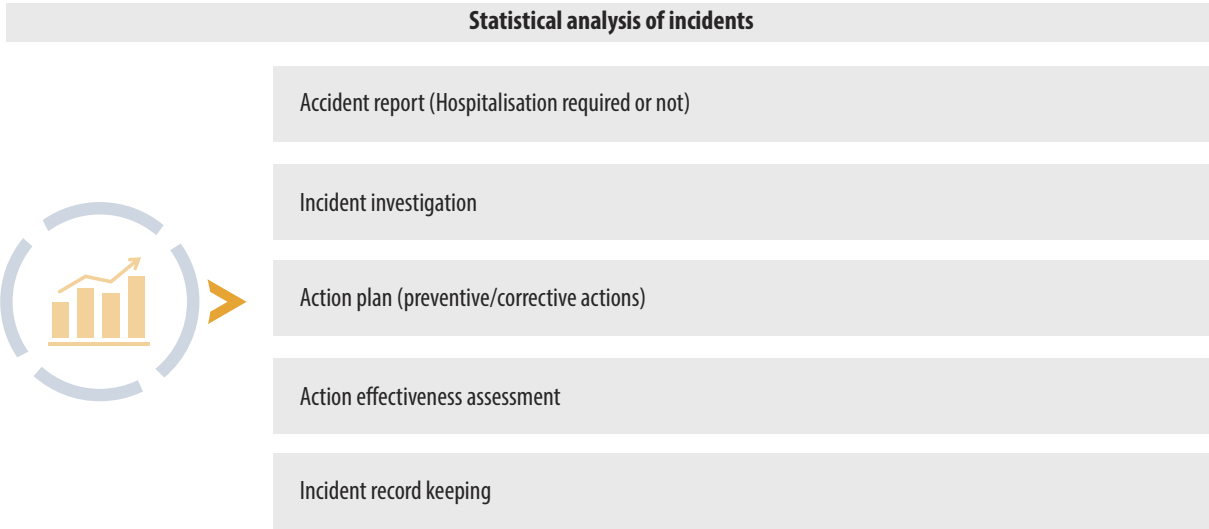 Statistical analysis of incidents
Accident report (Hospitalisation required or not)
Incident investigation
Action plan (preventive/corrective actions)
Action effectiveness assessment
Incident record keeping